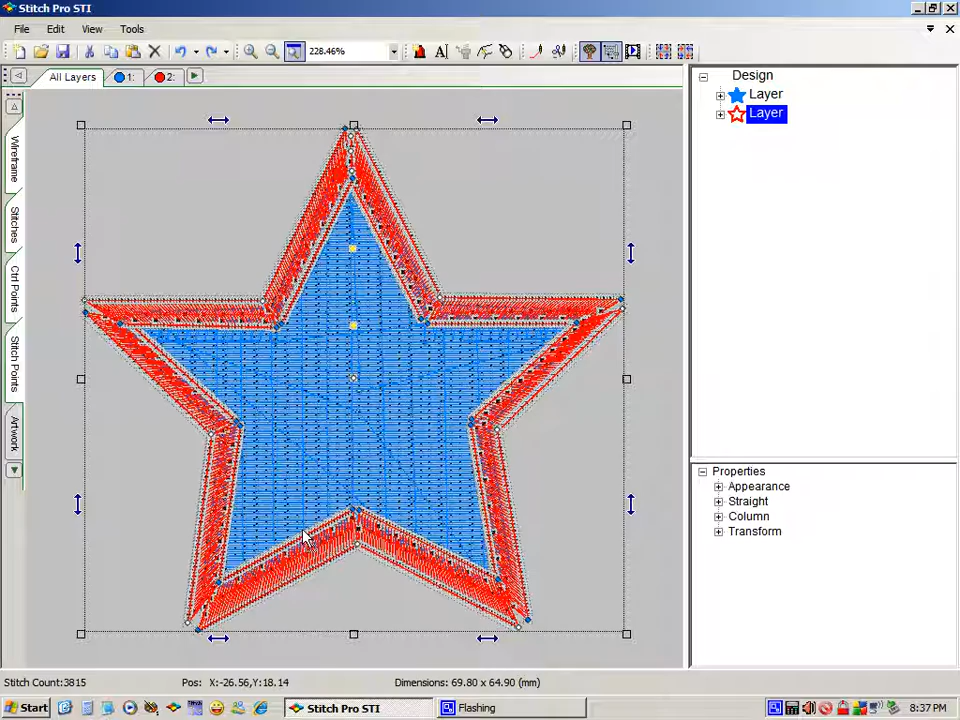 Stitch Pro STI
File Edit View Tools
228.46%
All Layers 1: 2:
Wireframe
Stitches
Ctrl Points
Stitch Points
Artwork
Design
Layer
Layer
Properties
Appearance
Straight
Column
Transform
Stitch Count:3815 Pos: X:-26.56,Y:18.14 Dimensions: 69.80 x 64.90 (mm)
Start Stitch Pro STI Flashing 8:37 PM